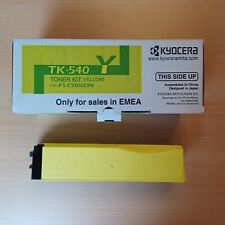 TK-540 Y
TONER KIT (YELLOW)
FOR FS-C5100DN
Only for sales in EMEA
KYOCERA
www.kyoceramita.com
THIS SIDE UP
Assembled in China
Designed in Japan